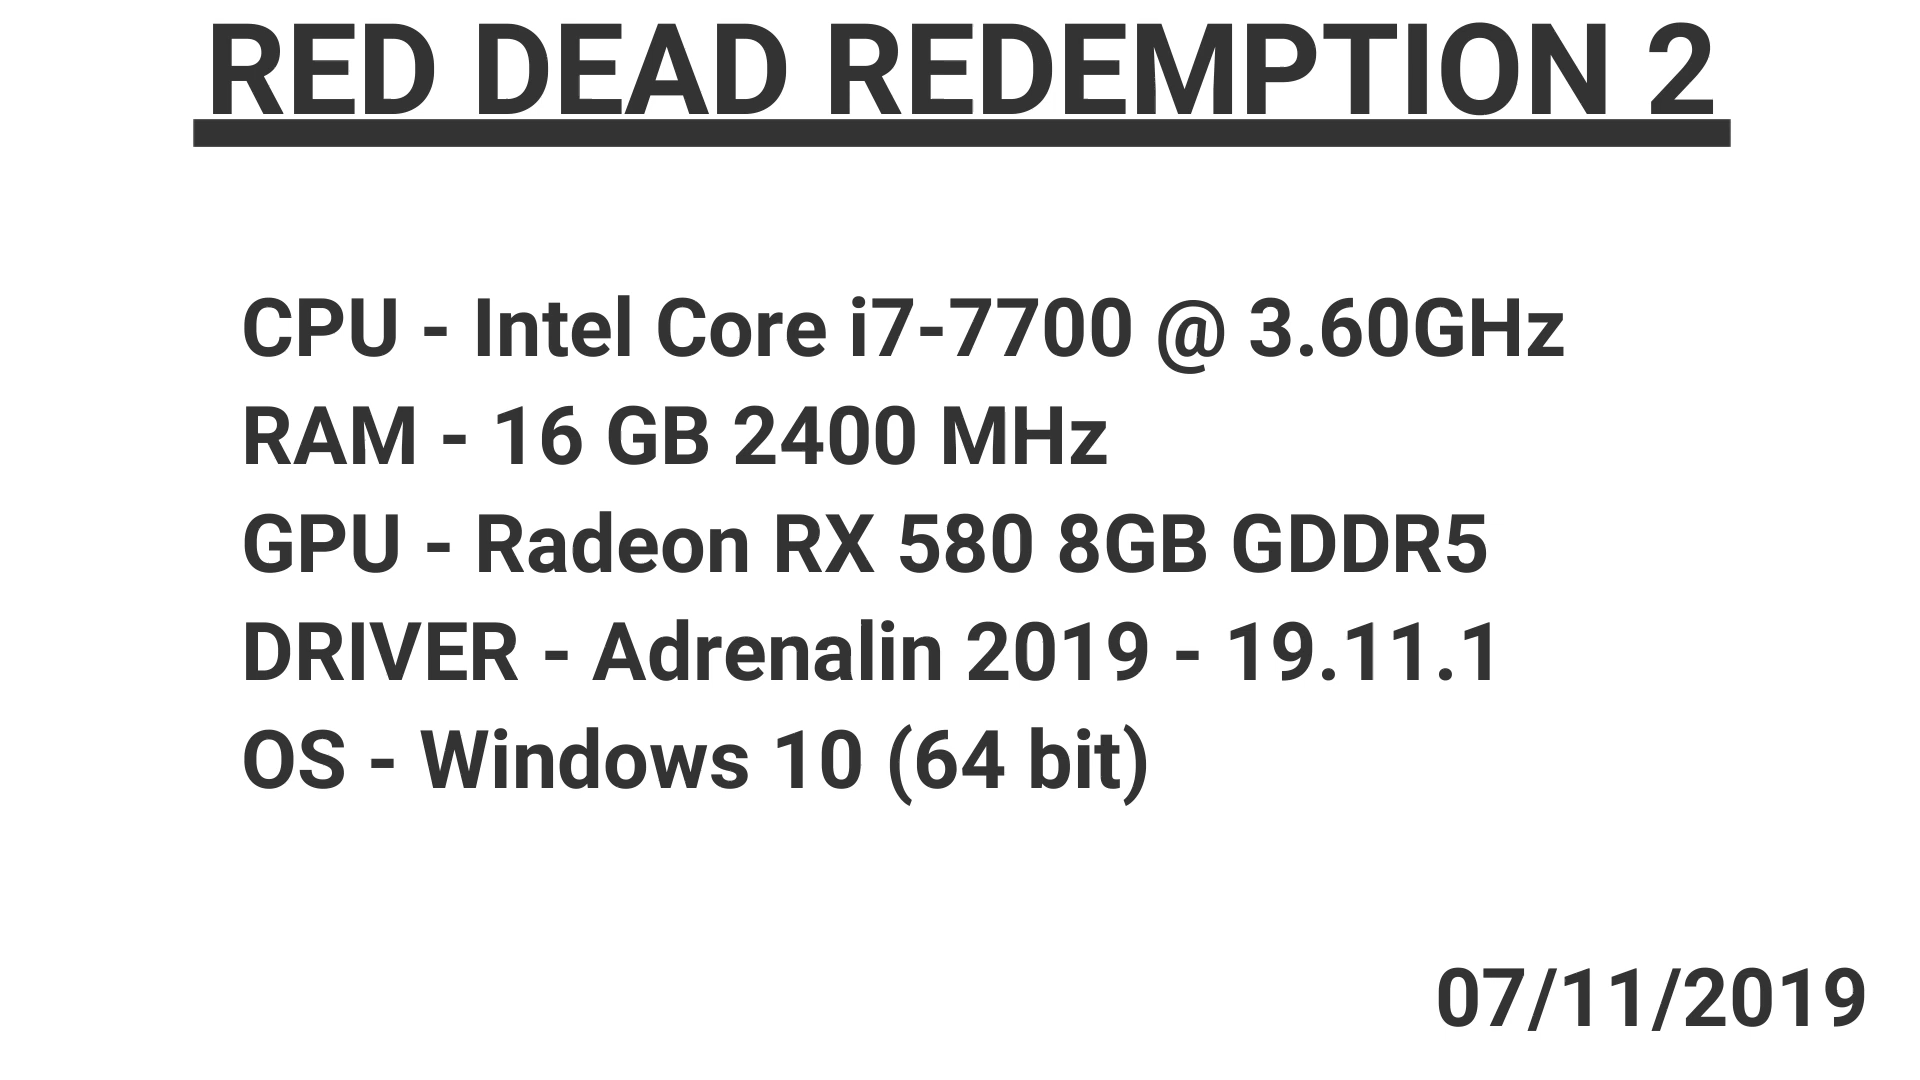 RED DEAD REDEMPTION 2
CPU - Intel Core i7-7700 @ 3.60GHz
RAM - 16 GB 2400 MHz
GPU - Radeon RX 580 8GB GDDR5
DRIVER - Adrenalin 2019 - 19.11.1
OS - Windows 10 (64 bit)
07/11/2019